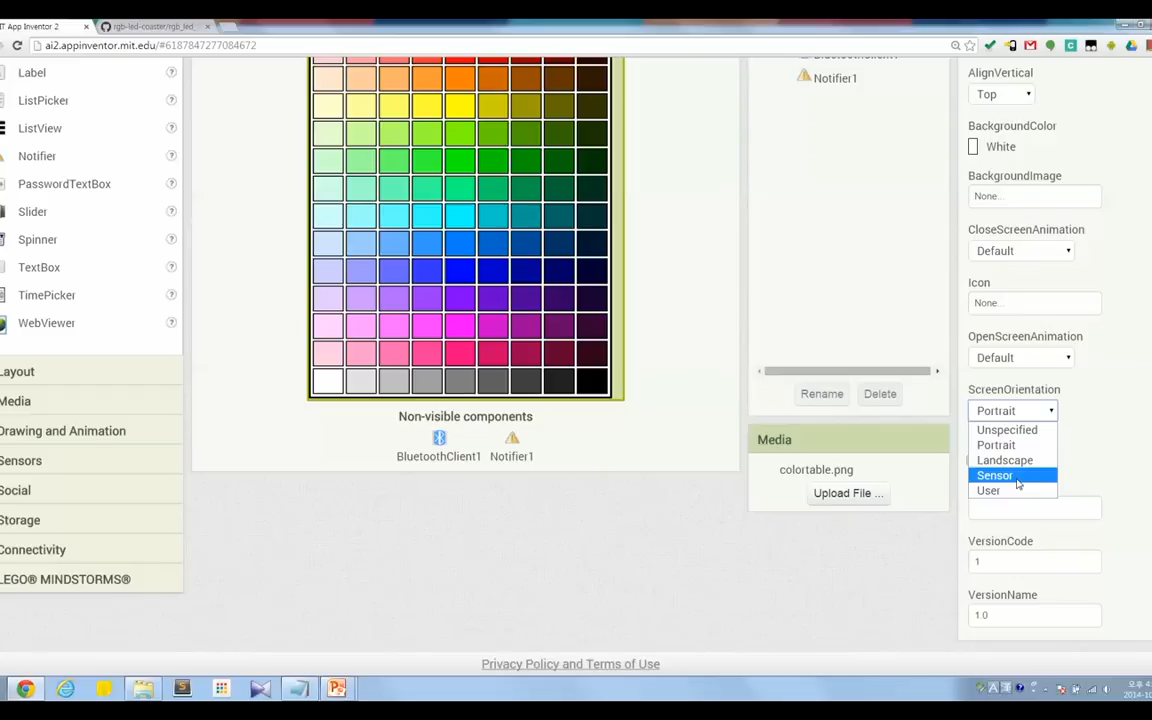 IT App Inventor 2
rgb-led-coaster/rgb_led_
ai2.appinventor.mit.edu/#6187847277084672
Label
ListPicker
ListView
Notifier
PasswordTextBox
Slider
Spinner
TextBox
TimePicker
WebViewer
Layout
Media
Drawing and Animation
Sensors
Social
Storage
Connectivity
LEGO® MINDSTORMS®
Non-visible components
BluetoothClient1
Notifier1
BluetoothClient1
Notifier1
Rename
Delete
Media
colortable.png
Upload File ...
AlignVertical
Top
BackgroundColor
White
BackgroundImage
None...
CloseScreenAnimation
Default
Icon
None...
OpenScreenAnimation
Default
ScreenOrientation
Portrait
Unspecified
Portrait
Landscape
Sensor
User
VersionCode
1
VersionName
1.0
Privacy Policy and Terms of Use